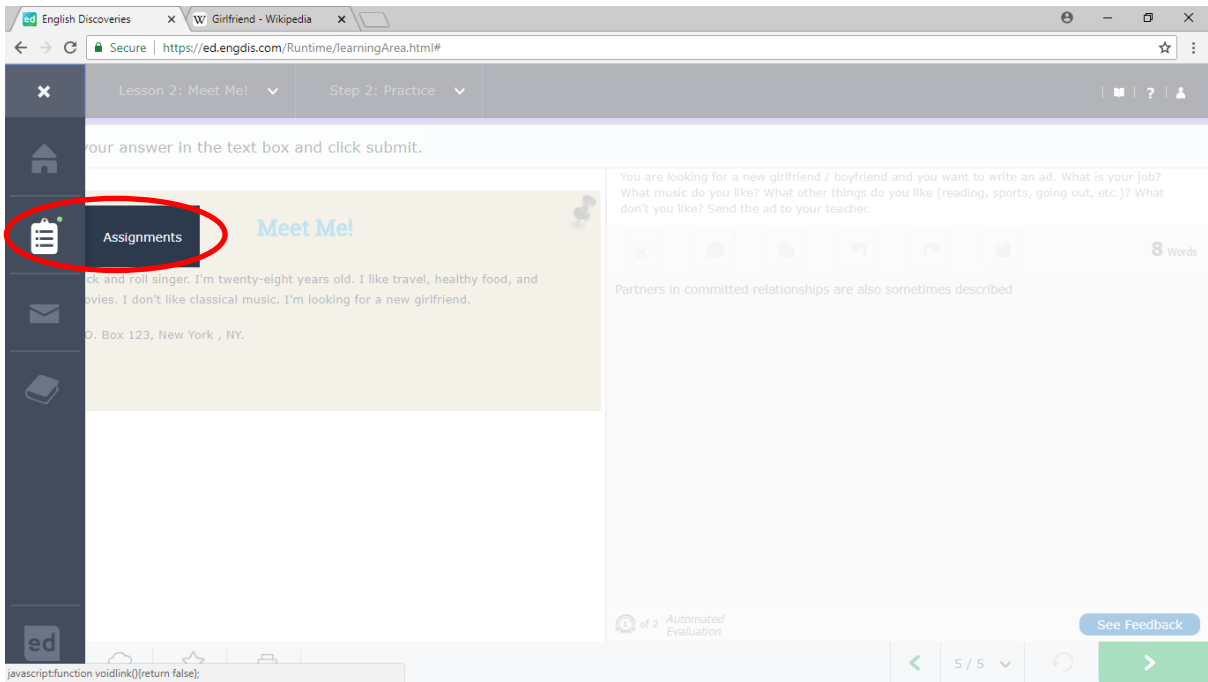 ed English Discoveries
W Girlfriend - Wikipedia
Secure https://ed.engdis.com/Runtime/learningArea.html#
Lesson 2: Meet Me!
Step 2: Practice
?
your answer in the text box and click submit.
Assignments
Meet Me!
ck and roll singer. I'm twenty-eight years old. I like travel, healthy food, and
ovies. I don't like classical music. I'm looking for a new girlfriend.
O. Box 123, New York , NY.
You are looking for a new girlfriend / boyfriend and you want to write an ad. What is your job?
What music do you like? What other things do you like (reading, sports, going out, etc.)? What
don't you like? Send the ad to your teacher.
8 Words
Partners in committed relationships are also sometimes described
of 2 Automated
Evaluation
See Feedback
ed
5 / 5
javascript:function voidlink(){return false};